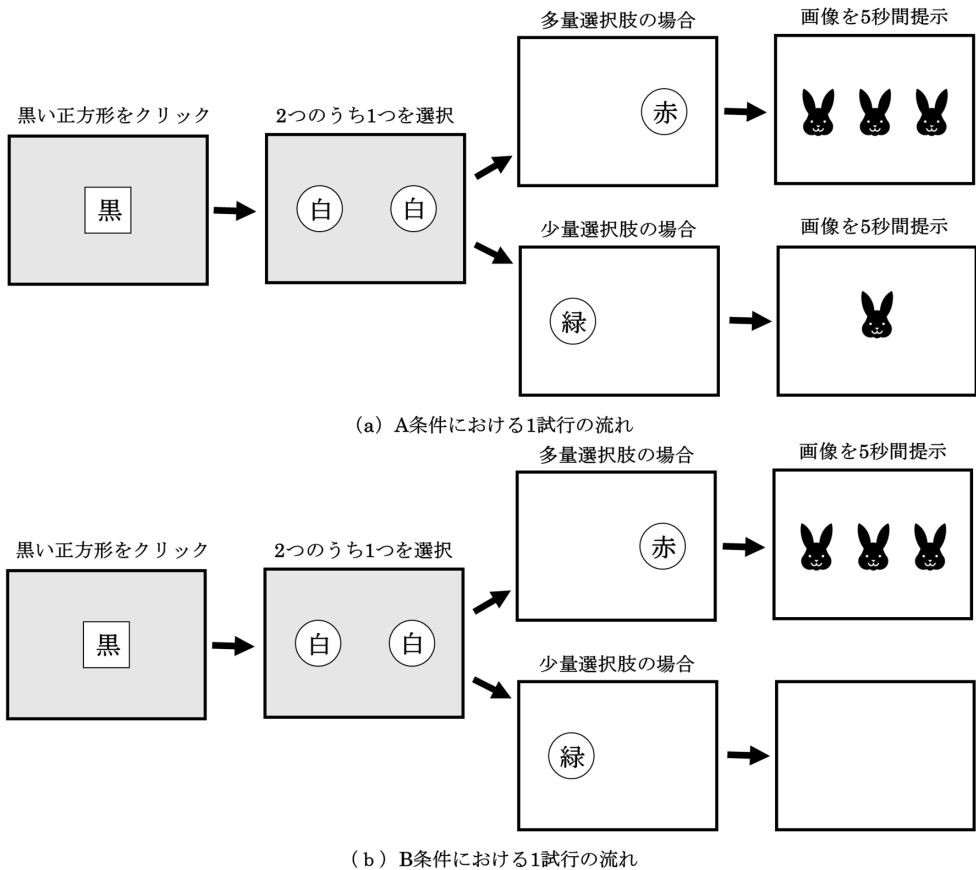 多量選択肢の場合
画像を5秒間提示
黒い正方形をクリック
2つのうち1つを選択
赤
黒
白
白
少量選択肢の場合
画像を5秒間提示
緑
（a）A条件における1試行の流れ
多量選択肢の場合
画像を5秒間提示
黒い正方形をクリック
2つのうち1つを選択
赤
黒
白
白
少量選択肢の場合
緑
（b）B条件における1試行の流れ